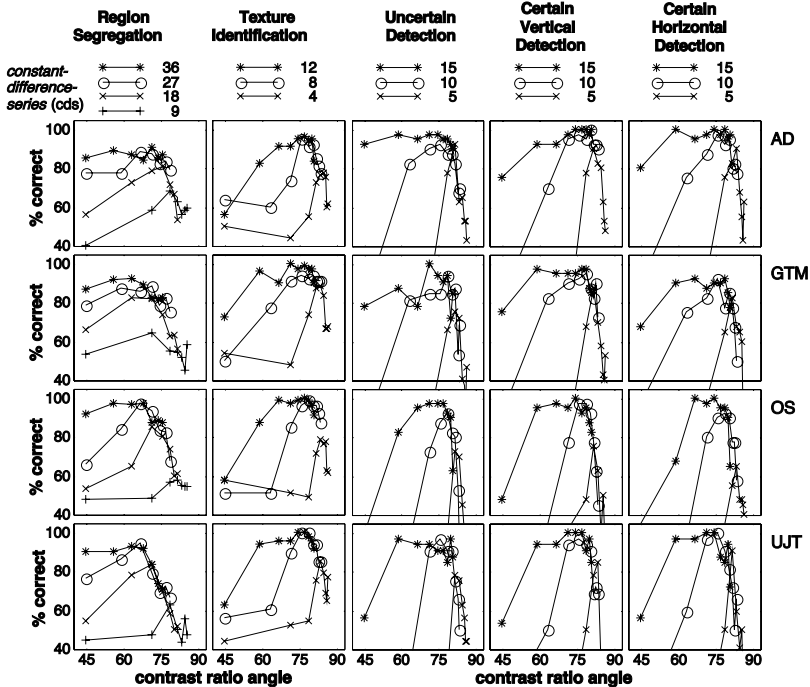 Region Segregation
Texture Identification
Uncertain Detection
Certain Vertical Detection
Certain Horizontal Detection
constant-difference-series (cds)
36
27
18
9
12
8
4
15
10
5
15
10
5
15
10
5
100
80
60
40
% correct
AD
100
80
60
40
% correct
GTM
100
80
60
40
% correct
OS
100
80
60
40
% correct
UJT
45 60 75 90
45 60 75 90
45 60 75 90
45 60 75 90
45 60 75 90
contrast ratio angle
contrast ratio angle